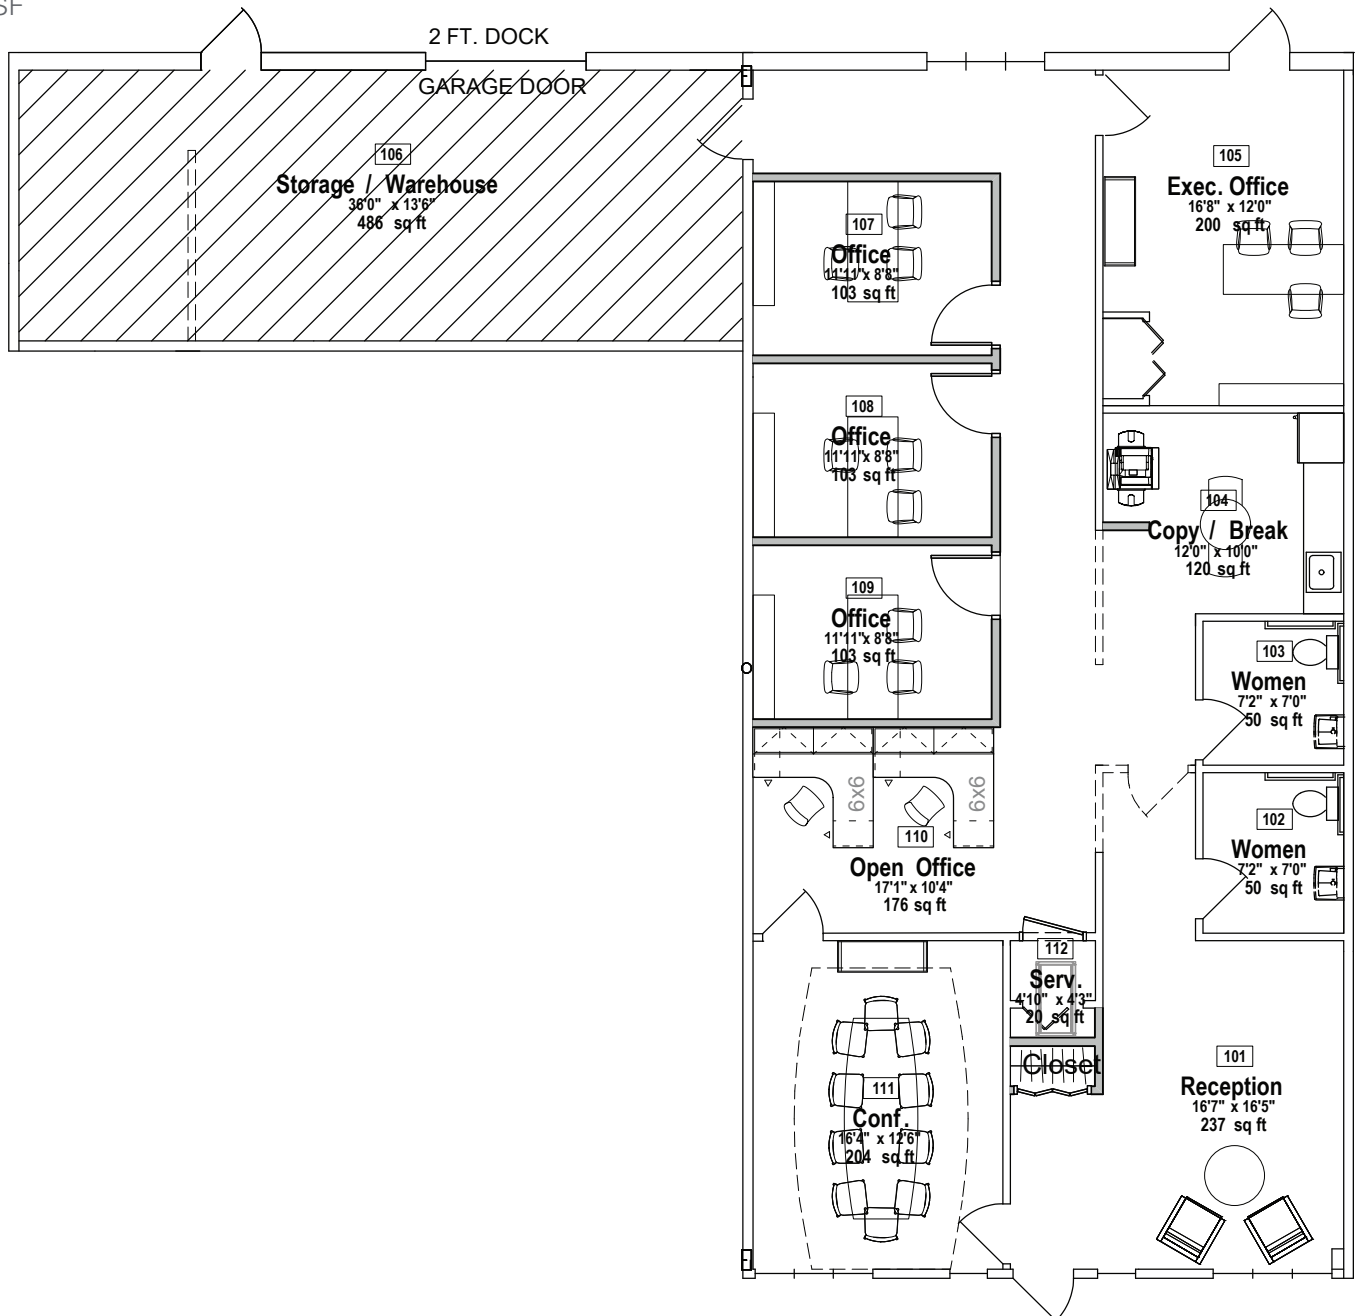 SF
2 FT. DOCK
GARAGE DOOR
106
Storage / Warehouse
36'0" x 13'6"
486 sq ft
105
Exec. Office
16'8" x 12'0"
200 sq ft
107
Office
11'11"x 8'8"
103 sq ft
108
Office
11'11"x 8'8"
103 sq ft
104
Copy / Break
12'0" x 10'0"
120 sq ft
109
Office
11'11"x 8'8"
103 sq ft
103
Women
7'2" x 7'0"
50 sq ft
6x6
6x6
110
Open Office
17'1" x 10'4"
176 sq ft
102
Women
7'2" x 7'0"
50 sq ft
112
Serv.
4'10" x 4'3"
20 sq ft
Closet
101
Reception
16'7" x 16'5"
237 sq ft
111
Conf.
16'4" x 12'6"
204 sq ft